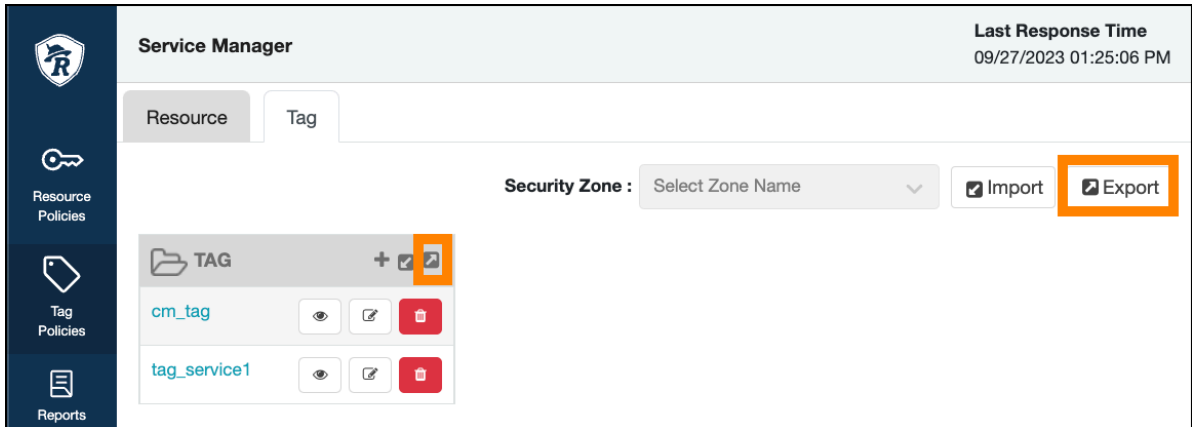 Service Manager
Last Response Time
09/27/2023 01:25:06 PM
R
Resource
Tag
Resource
Policies
Security Zone :
Select Zone Name
Import
Export
TAG
cm_tag
Tag
Policies
tag_service1
Reports